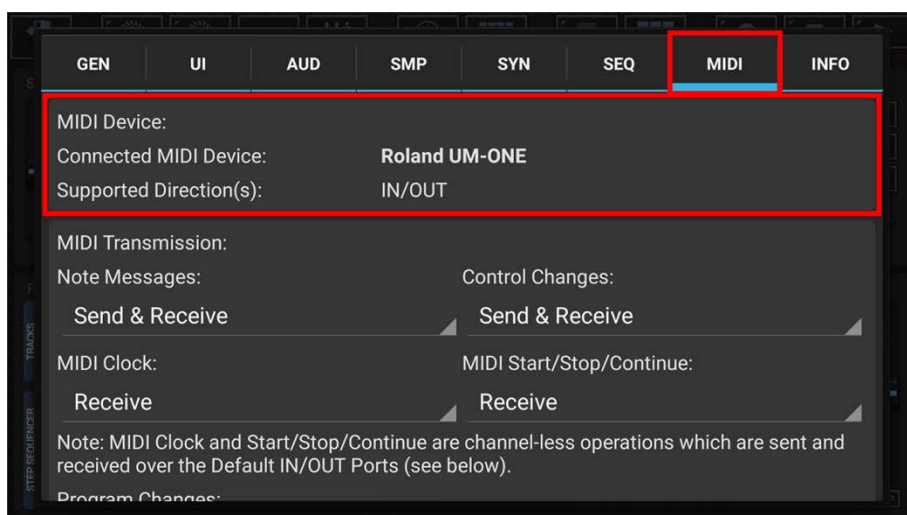 GEN UI AUD SMP SYN SEQ MIDI INFO
MIDI Device:
Connected MIDI Device: Roland UM-ONE
Supported Direction(s): IN/OUT
MIDI Transmission:
Note Messages: Control Changes:
Send & Receive Send & Receive
MIDI Clock: MIDI Start/Stop/Continue:
Receive Receive
Note: MIDI Clock and Start/Stop/Continue are channel-less operations which are sent and
received over the Default IN/OUT Ports (see below).
Program Changes:
TRACKS
STEP SEQUENCER